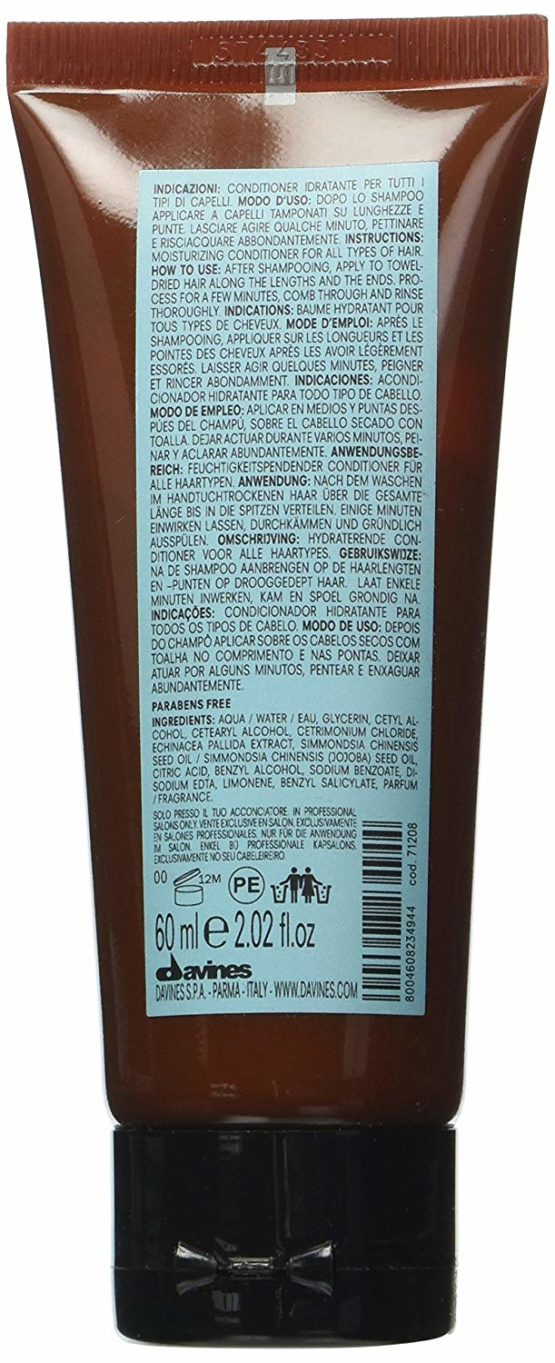 INDICAZIONI: CONDITIONER IDRATANTE PER TUTTI I
TIPI DI CAPELLI. MODO D'USO: DOPO LO SHAMPOO
APPLICARE A CAPELLI TAMPONATI SU LUNGHEZZE E
PUNTE. LASCIARE AGIRE QUALCHE MINUTO, PETTINARE
E RISCIACQUARE ABBONDANTEMENTE. INSTRUCTIONS:
MOISTURIZING CONDITIONER FOR ALL TYPES OF HAIR.
HOW TO USE: AFTER SHAMPOOING, APPLY TO TOWEL-
DRIED HAIR ALONG THE LENGTHS AND THE ENDS. PRO-
CESS FOR A FEW MINUTES, COMB THROUGH AND RINSE
THOROUGHLY. INDICATIONS: BAUME HYDRATANT POUR
TOUS TYPES DE CHEVEUX. MODE D'EMPLOI: APRÈS LE
SHAMPOOING, APPLIQUER SUR LES LONGUEURS ET LES
POINTES DES CHEVEUX APRÈS LES AVOIR LÉGÈREMENT
ESSORÉS. LAISSER AGIR QUELQUES MINUTES, PEIGNER
ET RINCER ABONDAMMENT. INDICACIONES: ACONDI-
CIONADOR HIDRATANTE PARA TODO TIPO DE CABELLO.
MODO DE EMPLEO: APLICAR EN MEDIOS Y PUNTAS DES-
PUÉS DEL CHAMPÚ, SOBRE EL CABELLO SECADO CON
TOALLA. DEJAR ACTUAR DURANTE VARIOS MINUTOS, PEI-
NAR Y ACLARAR ABUNDANTEMENTE. ANWENDUNGSBE-
REICH: FEUCHTIGKEITSPENDENDER CONDITIONER FÜR
ALLE HAARTYPEN. ANWENDUNG: NACH DEM WASCHEN
IM HANDTUCHTROCKENEN HAAR ÜBER DIE GESAMTE
LÄNGE BIS IN DIE SPITZEN VERTEILEN. EINIGE MINUTEN
EINWIRKEN LASSEN, DURCHKÄMMEN UND GRÜNDLICH
AUSSPÜLEN. OMSCHRIJVING: HYDRATERENDE CON-
DITIONER VOOR ALLE HAARTYPES. GEBRUIKSWIJZE:
NA DE SHAMPOO AANBRENGEN OP DE HAARLENGTEN
EN –PUNTEN OP DROOGGEDEPT HAAR. LAAT ENKELE
MINUTEN INWERKEN, KAM EN SPOEL GRONDIG NA.
INDICAÇÕES: CONDICIONADOR HIDRATANTE PARA
TODOS OS TIPOS DE CABELO. MODO DE USO: DEPOIS
DO CHAMPÔ APLICAR SOBRE OS CABELOS SECOS COM
TOALHA NO COMPRIMENTO E NAS PONTAS. DEIXAR
ATUAR POR ALGUNS MINUTOS, PENTEAR E ENXAGUAR
ABUNDANTEMENTE.
PARABENS FREE
INGREDIENTS: AQUA / WATER / EAU, GLYCERIN, CETYL AL-
COHOL, CETEARYL ALCOHOL, CETRIMONIUM CHLORIDE,
ECHINACEA PALLIDA EXTRACT, SIMMONDSIA CHINENSIS
SEED OIL / SIMMONDSIA CHINENSIS (JOJOBA) SEED OIL,
CITRIC ACID, BENZYL ALCOHOL, SODIUM BENZOATE, DI-
SODIUM EDTA, LIMONENE, BENZYL SALICYLATE, PARFUM
/ FRAGRANCE.
SOLO PRESSO IL TUO ACCONCIATORE. IN PROFESSIONAL
SALONS ONLY. VENTE EXCLUSIVE EN SALON. EXCLUSIVAMENTE
EN SALONES PROFESIONALES. NUR FÜR DIE ANWENDUNG
IM SALON. ENKEL BIJ PROFESSIONALE KAPSALONS.
EXCLUSIVAMENTE NO SEU CABELEIREIRO.
00 12M PE
60 ml e 2.02 fl.oz
davines
DAVINES S.P.A. - PARMA - ITALY - WWW.DAVINES.COM
cod. 71208
8004608234944